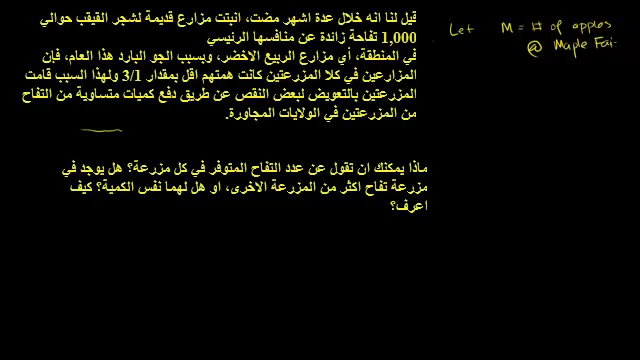 قيل لنا انه خلال عدة اشهر مضت، انبتت مزارع قديمة لشجر القيقب حوالي
1,000 تفاحة زائدة عن منافسها الرئيسي
في المنطقة، أي مزارع الربيع الاخضر، وبسبب الجو البارد هذا العام، فإن
المزارعين في كلا المزرعتين كانت همتهم اقل بمقدار 3/1 ولهذا السبب قامت
المزرعتين بالتعويض لبعض النقص عن طريق دفع كميات متساوية من التفاح
من المزرعتين في الولايات المجاورة.
ماذا يمكنك ان تقول عن عدد التفاح المتوفر في كل مزرعة؟ هل يوجد في
مزرعة تفاح اكثر من المزرعة الاخرى، او هل لهما نفس الكمية؟ كيف
اعرف؟
Let M = # of apples
@ Maple Fai